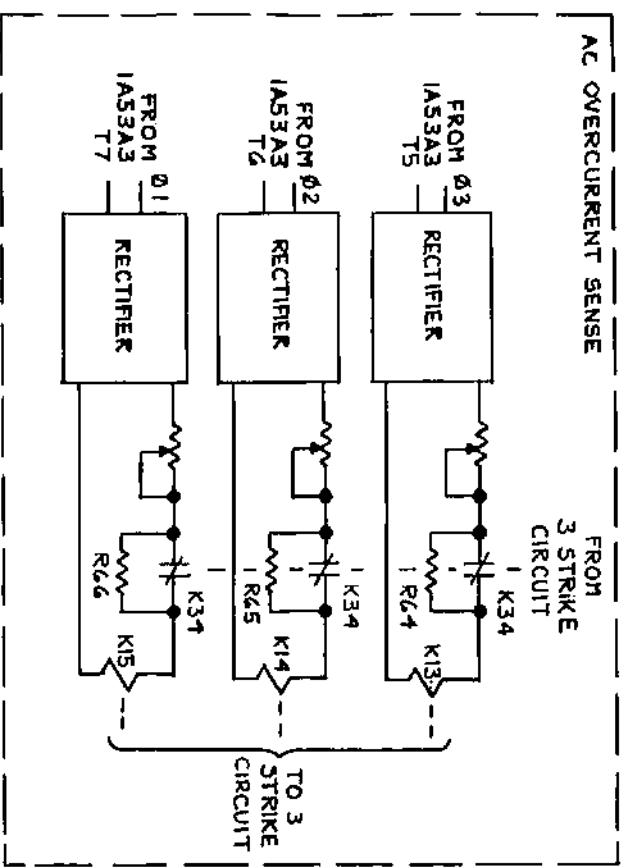 AC OVERCURRENT SENSE
FROM
3 STRIKE
CIRCUIT
FROM Ø3
1A53A3
T5
RECTIFIER
K34
R64
K13
FROM Ø2
1A53A3
T6
RECTIFIER
K34
R65
K14
FROM Ø1
1A53A3
T7
RECTIFIER
K34
R66
K15
TO 3
STRIKE
CIRCUIT